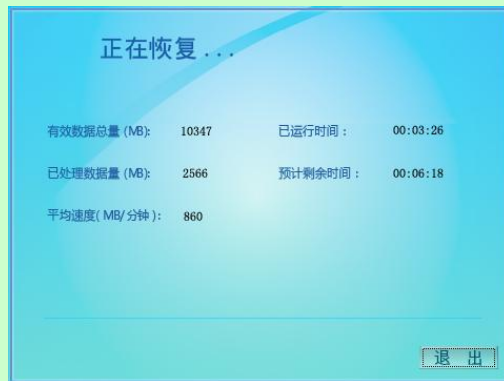 正在恢复...
有效数据总量(MB): 10347 已运行时间: 00:03:26
已处理数据量(MB): 2566 预计剩余时间: 00:06:18
平均速度(MB/分钟): 860
退 出